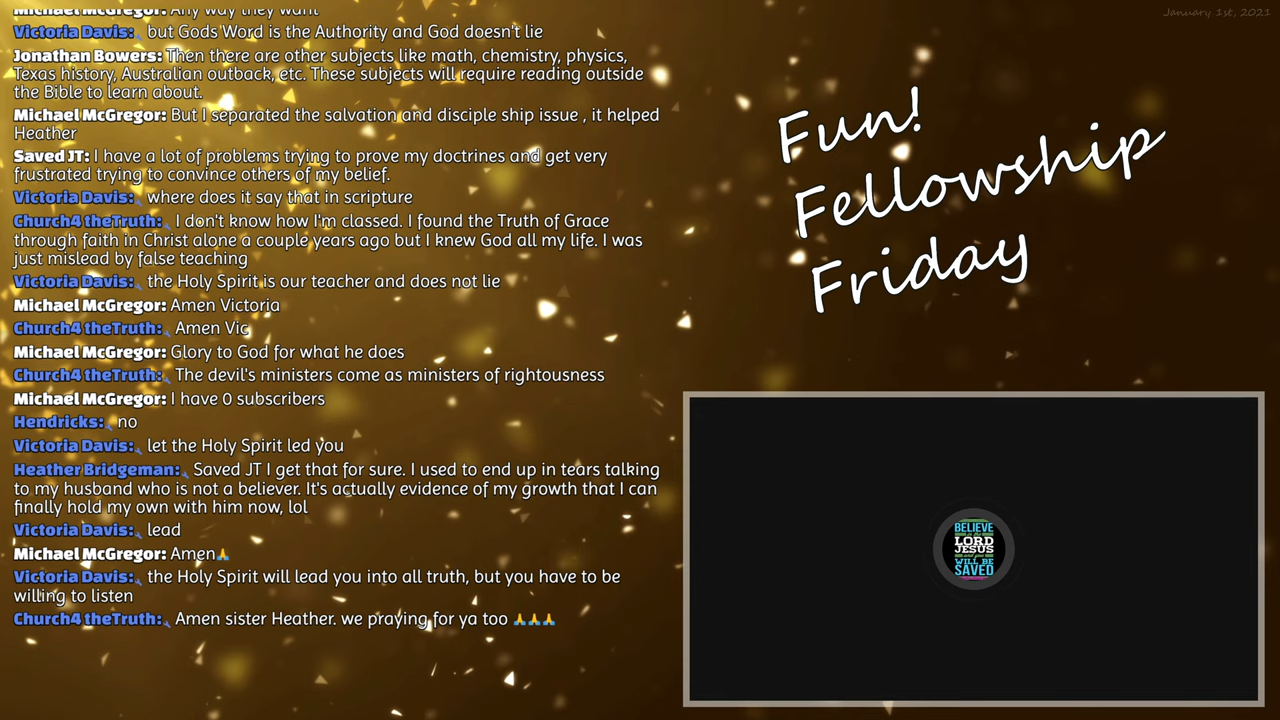 Michael McGregor: Any way they want
January 1st, 2021
Victoria Davis: but Gods Word is the Authority and God doesn't lie
Jonathan Bowers: Then there are other subjects like math, chemistry, physics,
Texas history, Australian outback, etc. These subjects will require reading outside
the Bible to learn about.
Michael McGregor: But I separated the salvation and disciple ship issue , it helped
Heather
Saved JT: I have a lot of problems trying to prove my doctrines and get very
frustrated trying to convince others of my belief.
Victoria Davis: where does it say that in scripture
Church4 theTruth: I don't know how I'm classed. I found the Truth of Grace
through faith in Christ alone a couple years ago but I knew God all my life. I was
just mislead by false teaching
Victoria Davis: the Holy Spirit is our teacher and does not lie
Michael McGregor: Amen Victoria
Church4 theTruth: Amen Vic
Michael McGregor: Glory to God for what he does
Church4 theTruth: The devil's ministers come as ministers of rightousness
Michael McGregor: I have 0 subscribers
Hendricks: no
Victoria Davis: let the Holy Spirit led you
Heather Bridgeman: Saved JT I get that for sure. I used to end up in tears talking
to my husband who is not a believer. It's actually evidence of my growth that I can
finally hold my own with him now, lol
Victoria Davis: lead
Michael McGregor: Amen🙏
Victoria Davis: the Holy Spirit will lead you into all truth, but you have to be
willing to listen
Church4 theTruth: Amen sister Heather. we praying for ya too 🙏🙏🙏
Fun!
Fellowship
Friday
BELIEVE
LORD
JESUS
WILL BE
SAVED